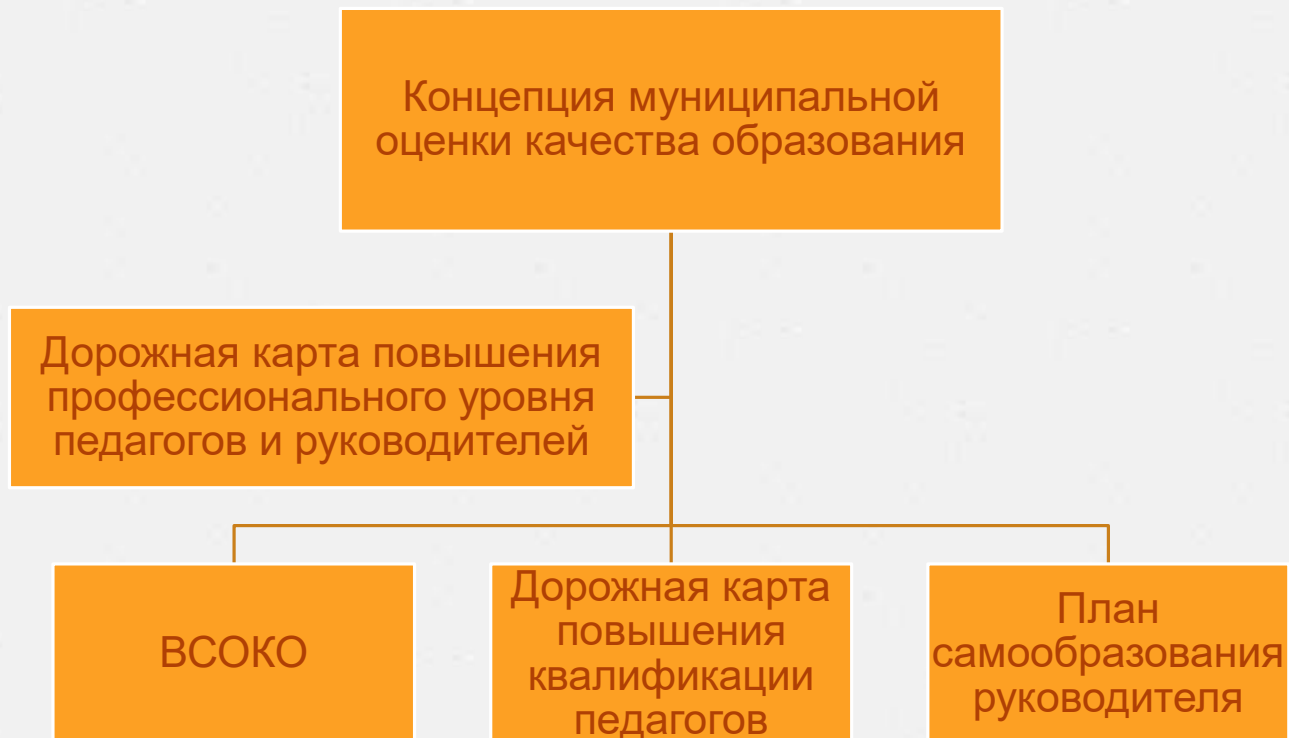 Концепция муниципальной
оценки качества образования
Дорожная карта повышения
профессионального уровня
педагогов и руководителей
ВСОКО
Дорожная карта
повышения
квалификации
педагогов
План
самообразования
руководителя